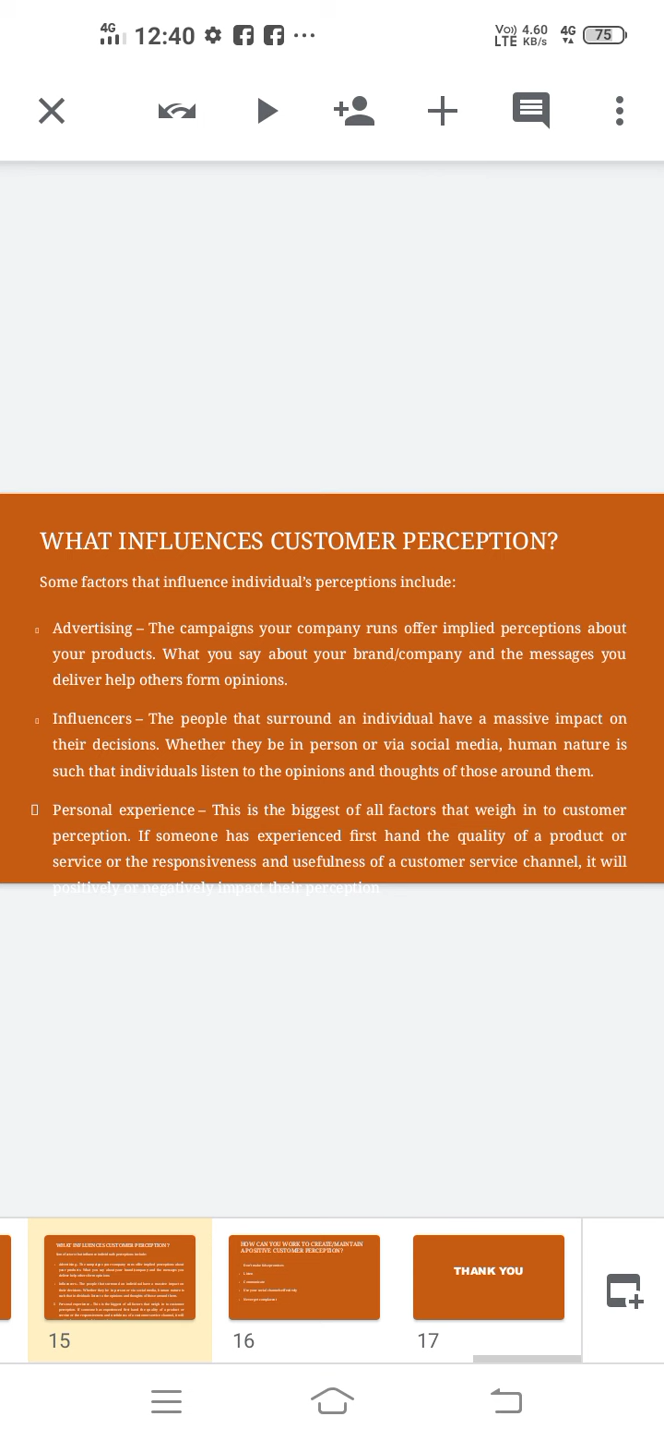 4G 12:40 ... Vo)) LTE 4.60 KB/s 4G 75
WHAT INFLUENCES CUSTOMER PERCEPTION?
Some factors that influence individual’s perceptions include:
Advertising – The campaigns your company runs offer implied perceptions about
your products. What you say about your brand/company and the messages you
deliver help others form opinions.
Influencers – The people that surround an individual have a massive impact on
their decisions. Whether they be in person or via social media, human nature is
such that individuals listen to the opinions and thoughts of those around them.
Personal experience – This is the biggest of all factors that weigh in to customer
perception. If someone has experienced first hand the quality of a product or
service or the responsiveness and usefulness of a customer service channel, it will
positively or negatively impact their perception
WHAT INFLUENCES CUSTOMER PERCEPTION?
15
HOW CAN YOU WORK TO CREATE/MAINTAIN
A POSITIVE CUSTOMER PERCEPTION?
16
THANK YOU
17